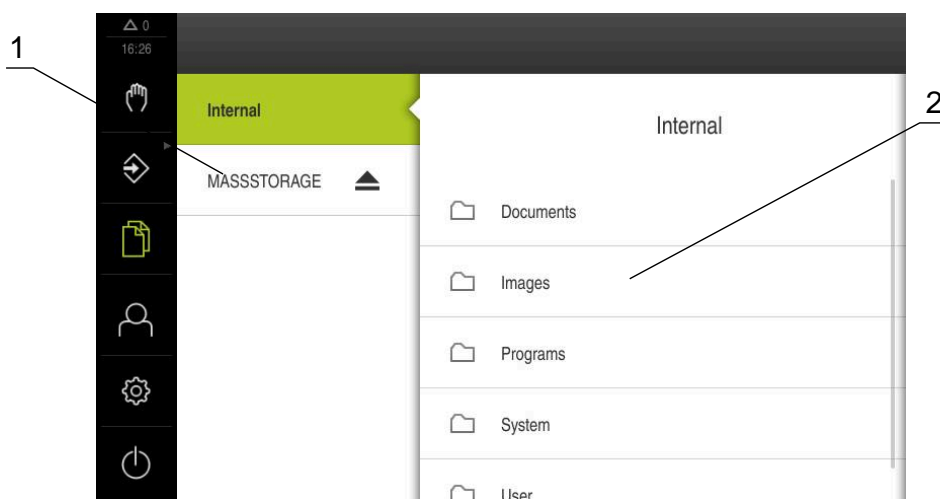 1
0
16:26
Internal
MASSSTORAGE
Internal
2
Documents
Images
Programs
System
User